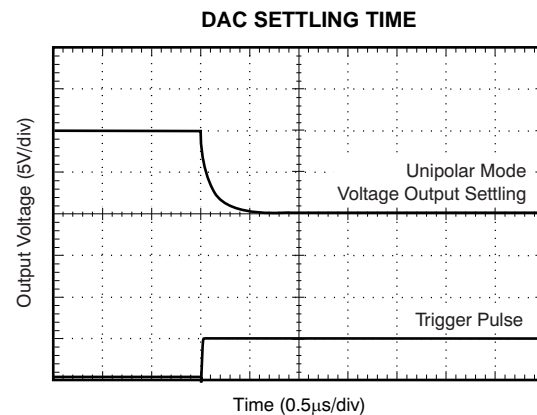 DAC SETTLING TIME
Output Voltage (5V/div)
Unipolar Mode
Voltage Output Settling
Trigger Pulse
Time (0.5μs/div)